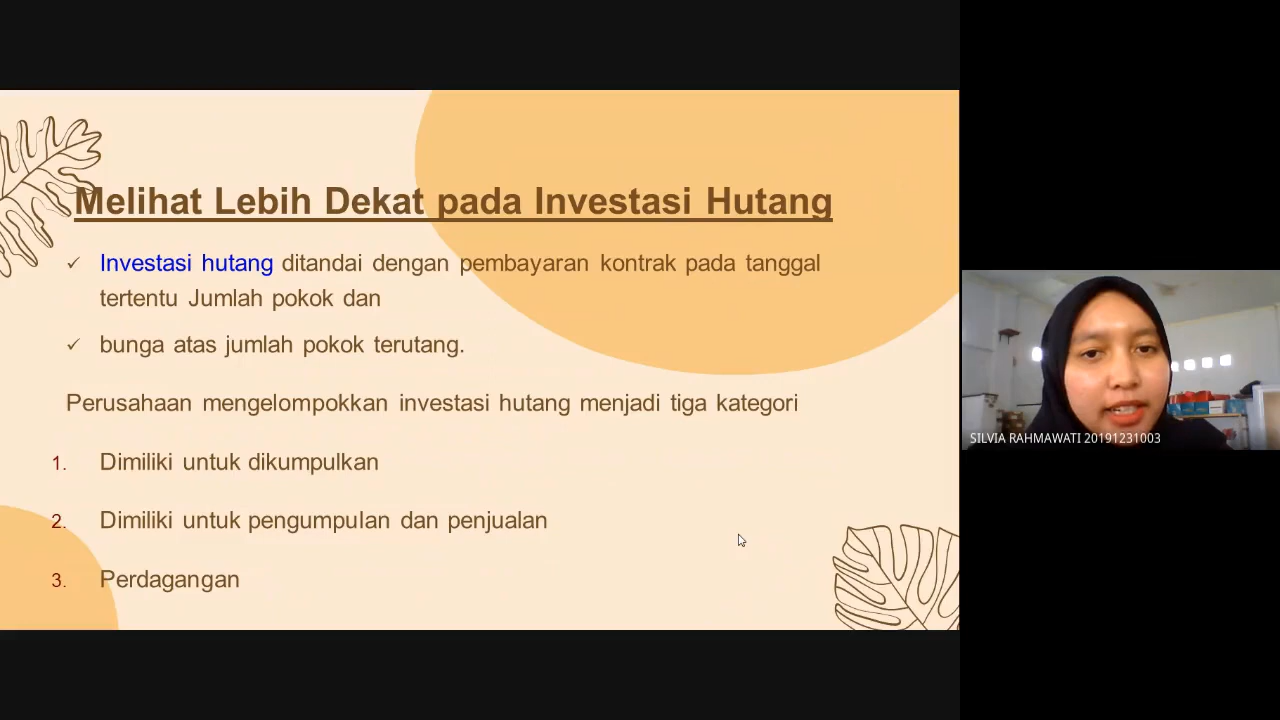 Melihat Lebih Dekat pada Investasi Hutang
✓ Investasi hutang ditandai dengan pembayaran kontrak pada tanggal
tertentu Jumlah pokok dan
✓ bunga atas jumlah pokok terutang.
Perusahaan mengelompokkan investasi hutang menjadi tiga kategori
1. Dimiliki untuk dikumpulkan
2. Dimiliki untuk pengumpulan dan penjualan
3. Perdagangan
SILVIA RAHMAWATI 20191231003